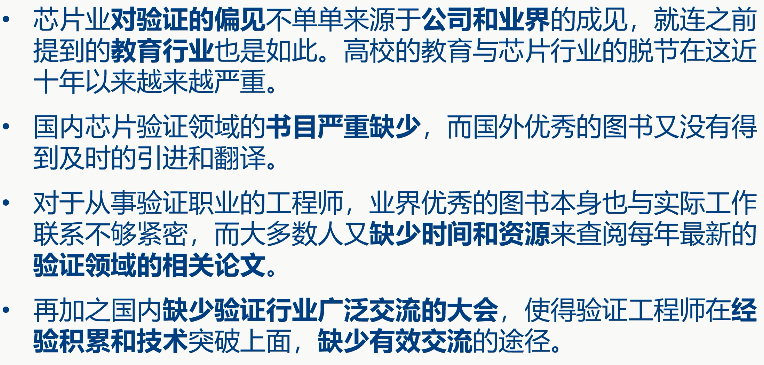 • 芯片业对验证的偏见不单单来源于公司和业界的成见，就连之前
提到的教育行业也是如此。高校的教育与芯片行业的脱节在这近
十年以来越来越严重。
• 国内芯片验证领域的书目严重缺少，而国外优秀的图书又没有得
到及时的引进和翻译。
• 对于从事验证职业的工程师，业界优秀的图书本身也与实际工作
联系不够紧密，而大多数人又缺少时间和资源来查阅每年最新的
验证领域的相关论文。
• 再加之国内缺少验证行业广泛交流的大会，使得验证工程师在经
验积累和技术突破上面，缺少有效交流的途径。